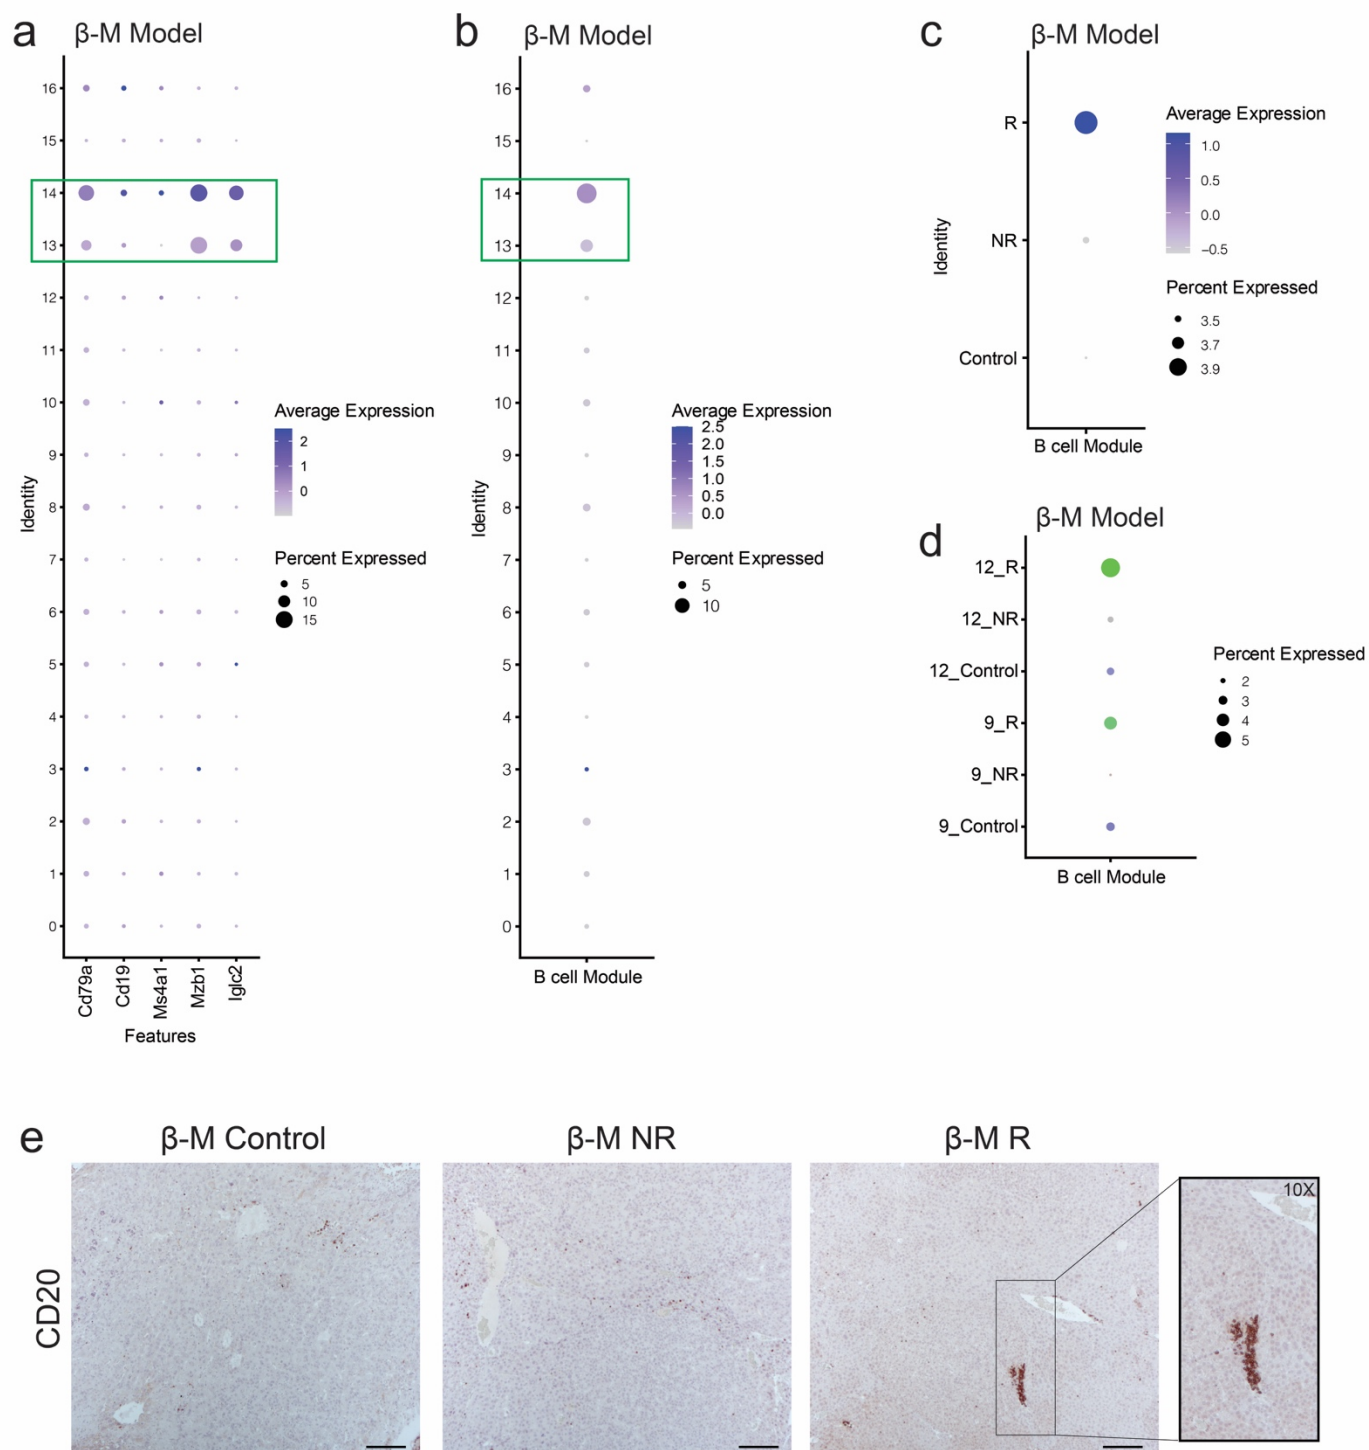 a
β-M Model
16
15
14
13
12
11
10
9
8
7
6
5
4
3
2
1
0
Identity
Cd79a
Cd19
Ms4a1
Mzb1
Iglc2
Features
Average Expression
2
1
0
Percent Expressed
5
10
15
b
β-M Model
16
15
14
13
12
11
10
9
8
7
6
5
4
3
2
1
0
Identity
B cell Module
Average Expression
2.5
2.0
1.5
1.0
0.5
0.0
Percent Expressed
5
10
c
β-M Model
R
NR
Control
Identity
B cell Module
Average Expression
1.0
0.5
0.0
−0.5
Percent Expressed
3.5
3.7
3.9
d
β-M Model
12_R
12_NR
12_Control
9_R
9_NR
9_Control
B cell Module
Percent Expressed
2
3
4
5
e
β-M Control
β-M NR
β-M R
CD20
10X